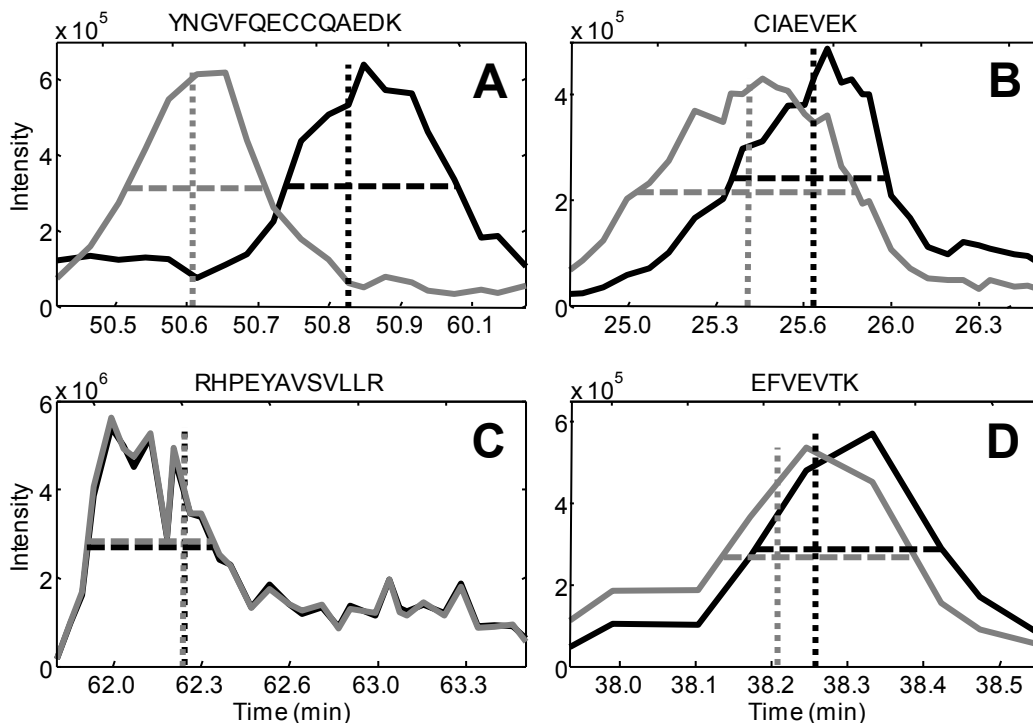 YNGVFQECCQAEDK
x 10^5
A
6
4
2
0
Intensity
50.5 50.6 50.7 50.8 50.9 60.1
CIAEVEK
x 10^5
B
4
2
0
25.0 25.3 25.6 26.0 26.3
RHPEYAVSVLLR
x 10^6
C
6
4
2
0
Intensity
62.0 62.3 62.6 63.0 63.3
Time (min)
EFVEVTK
x 10^5
D
6
4
2
0
38.0 38.1 38.2 38.3 38.4 38.5
Time (min)